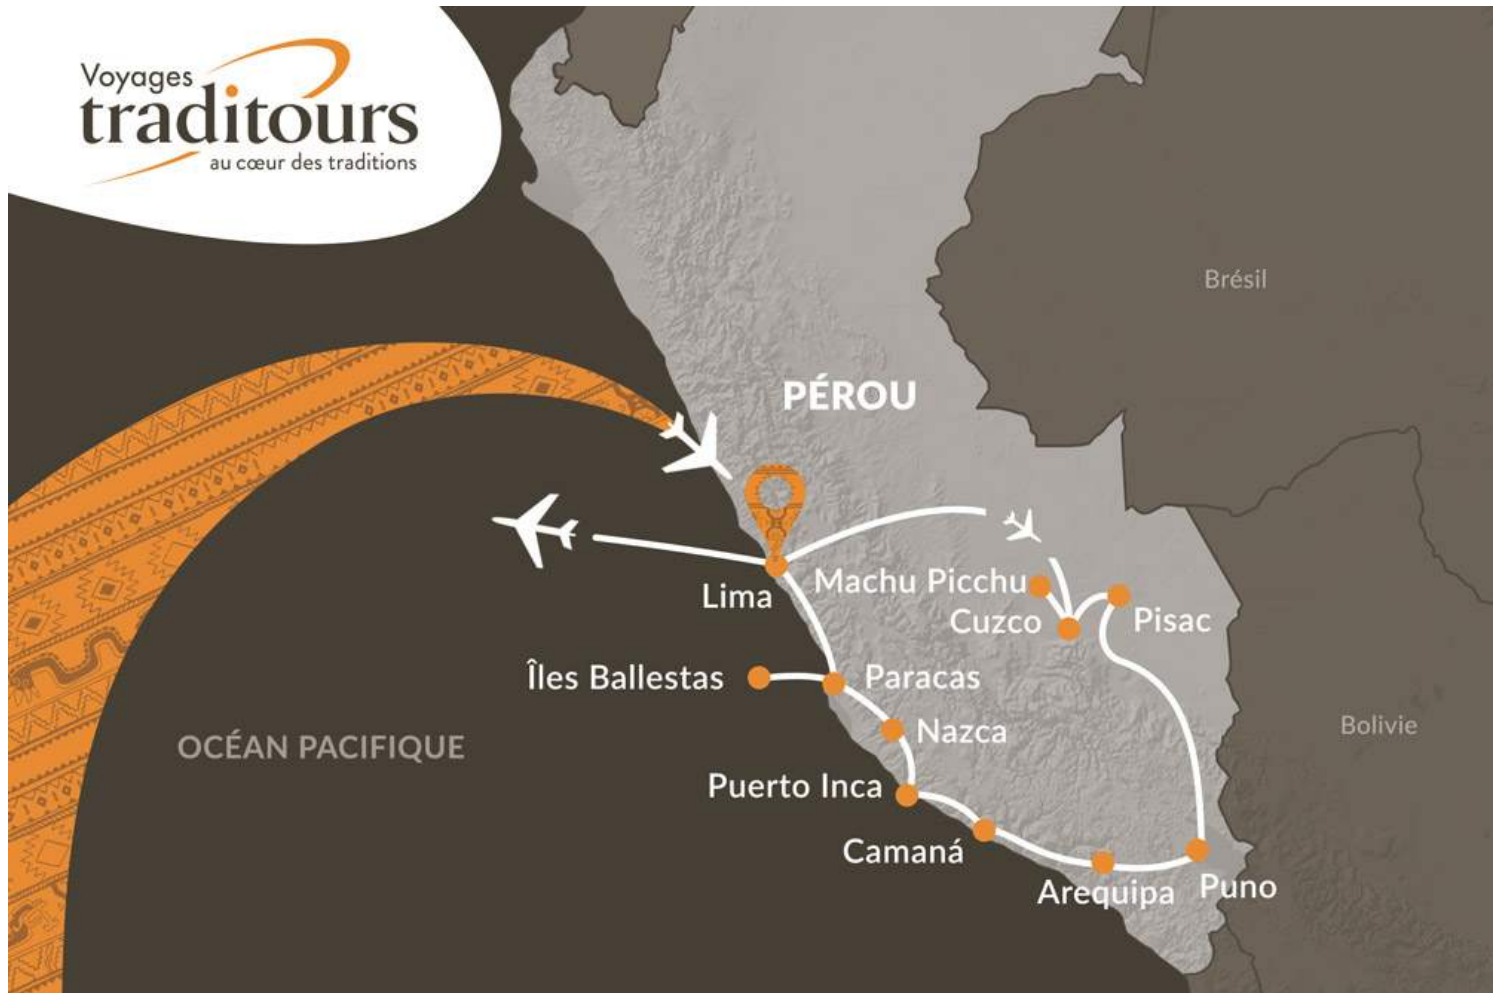 Voyages
traditours
au cœur des traditions
Brésil
PÉROU
Lima
Machu Picchu
Cuzco
Pisac
Îles Ballestas
Paracas
Nazca
OCÉAN PACIFIQUE
Bolivie
Puerto Inca
Camaná
Arequipa
Puno